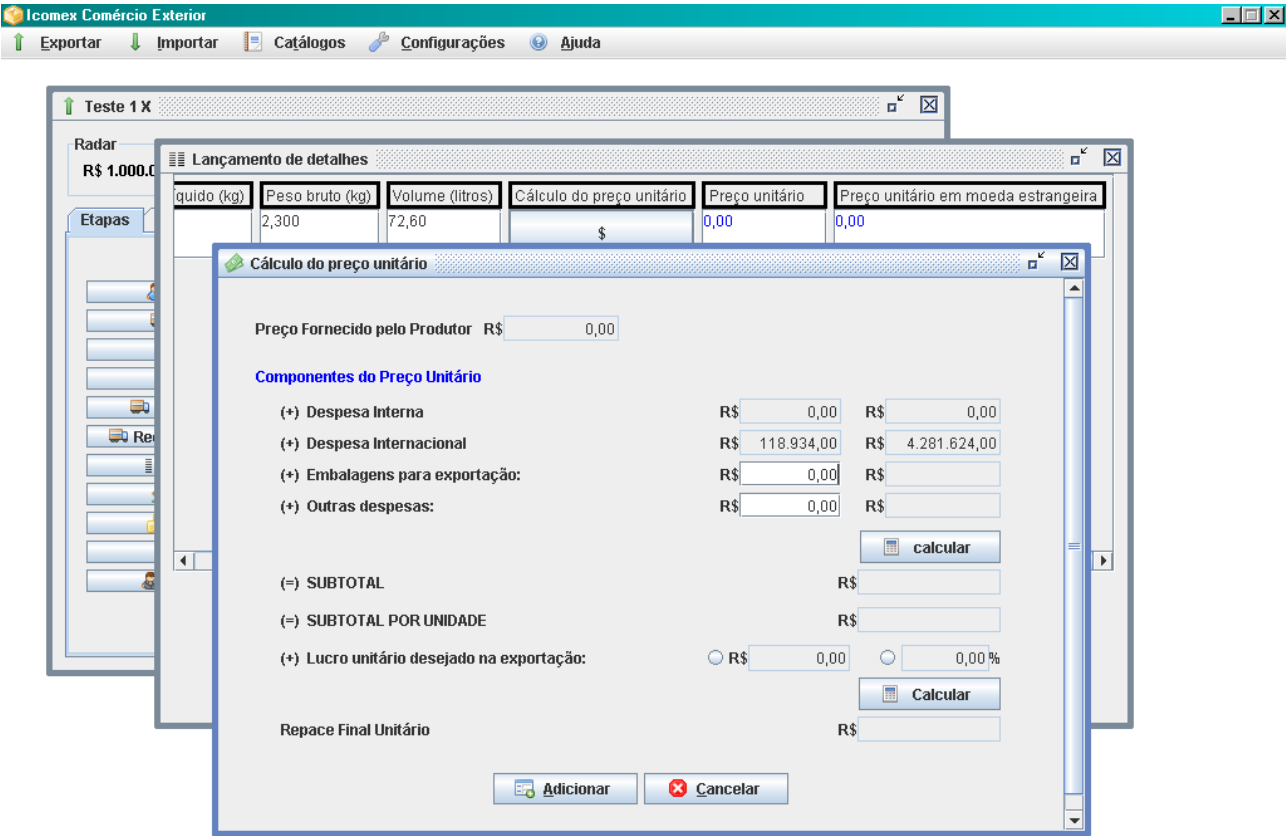 Icomex Comércio Exterior
Exportar Importar Catálogos Configurações Ajuda
Teste 1 X
Radar
R$ 1.000.0
Lançamento de detalhes
quido (kg) Peso bruto (kg) Volume (litros) Cálculo do preço unitário Preço unitário Preço unitário em moeda estrangeira
2,300 72,60 $ 0,00 0,00
Etapas
Rec
Cálculo do preço unitário
Preço Fornecido pelo Produtor R$ 0,00
Componentes do Preço Unitário
(+) Despesa Interna R$ 0,00 R$ 0,00
(+) Despesa Internacional R$ 118.934,00 R$ 4.281.624,00
(+) Embalagens para exportação: R$ 0,00 R$
(+) Outras despesas: R$ 0,00 R$
calcular
(=) SUBTOTAL R$
(=) SUBTOTAL POR UNIDADE R$
(+) Lucro unitário desejado na exportação: R$ 0,00 0,00 %
Calcular
Repace Final Unitário R$
Adicionar Cancelar